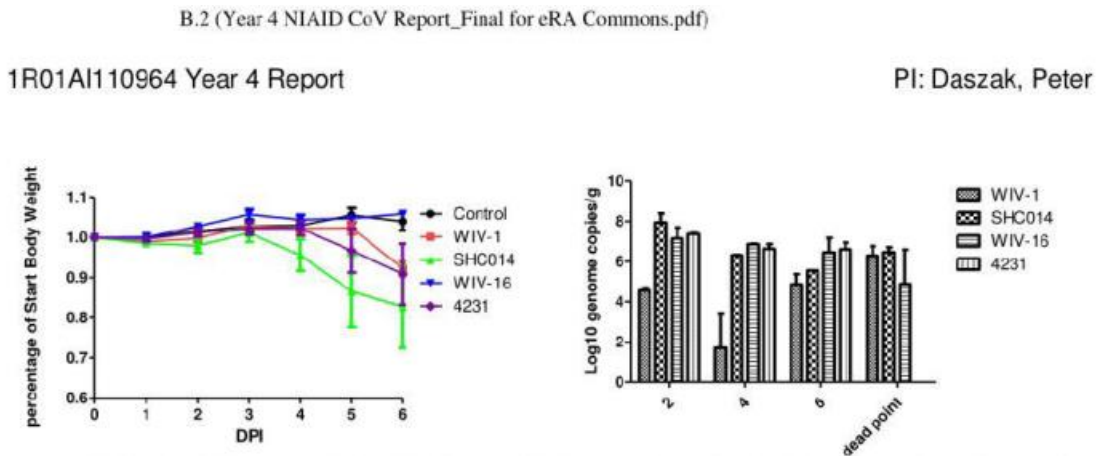 B.2 (Year 4 NIAID CoV Report_Final for eRA Commons.pdf)
1R01AI110964 Year 4 Report
PI: Daszak, Peter
percentage of Start Body Weight
1.1
1.0
0.9
0.8
0.7
0.6
0 1 2 3 4 5 6
DPI
Control
WIV-1
SHC014
WIV-16
4231
Log10 genome copies/g
10
8
6
4
2
0
2 4 6 dead point
WIV-1
SHC014
WIV-16
4231